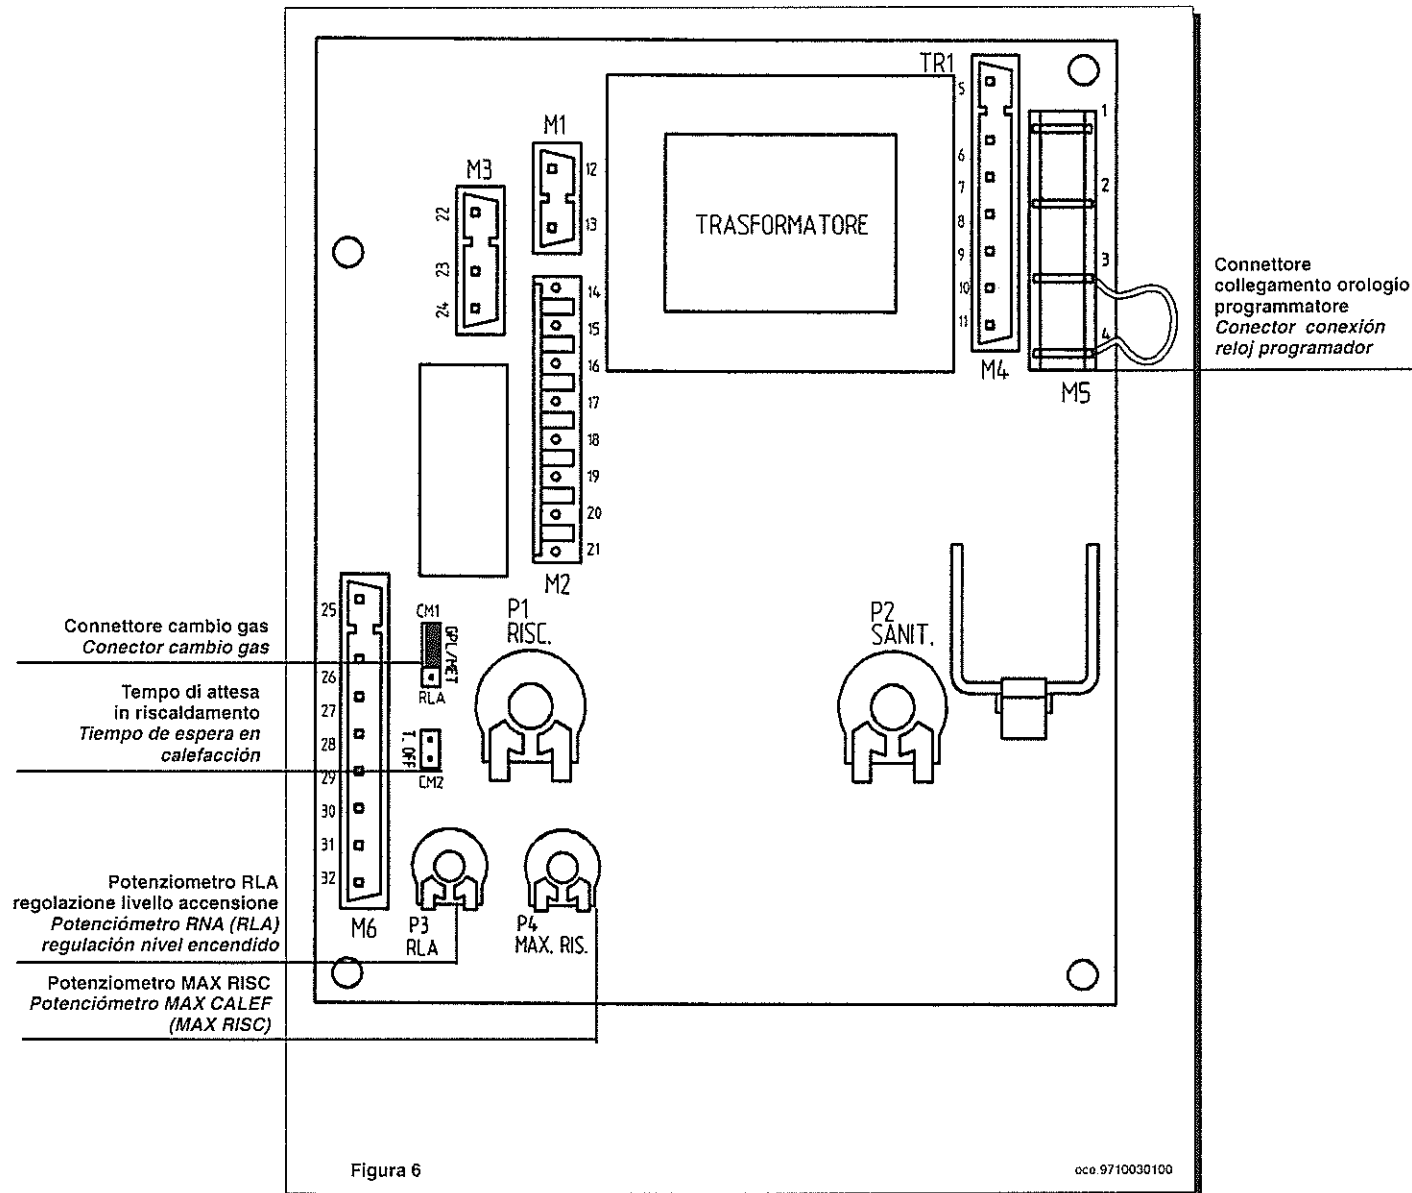 TR1
5
6
7
8
9
10
11
M4
1
2
3
4
M5
M1
12
13
M3
22
23
24
TRASFORMATORE
14
15
16
17
18
19
20
21
M2
Connettore
collegamento orologio
programmatore
Conector conexión
reloj programador
25
26
27
28
29
30
31
32
M6
CM1
GPL/MET
RLA
T. OFF
CM2
P1
RISC.
P2
SANIT.
P3
RLA
P4
MAX. RIS.
Connettore cambio gas
Conector cambio gas
Tempo di attesa
in riscaldamento
Tiempo de espera en
calefacción
Potenziometro RLA
regolazione livello accensione
Potenciómetro RNA (RLA)
regulación nivel encendido
Potenziometro MAX RISC
Potenciómetro MAX CALEF
(MAX RISC)
Figura 6
oce.9710030100